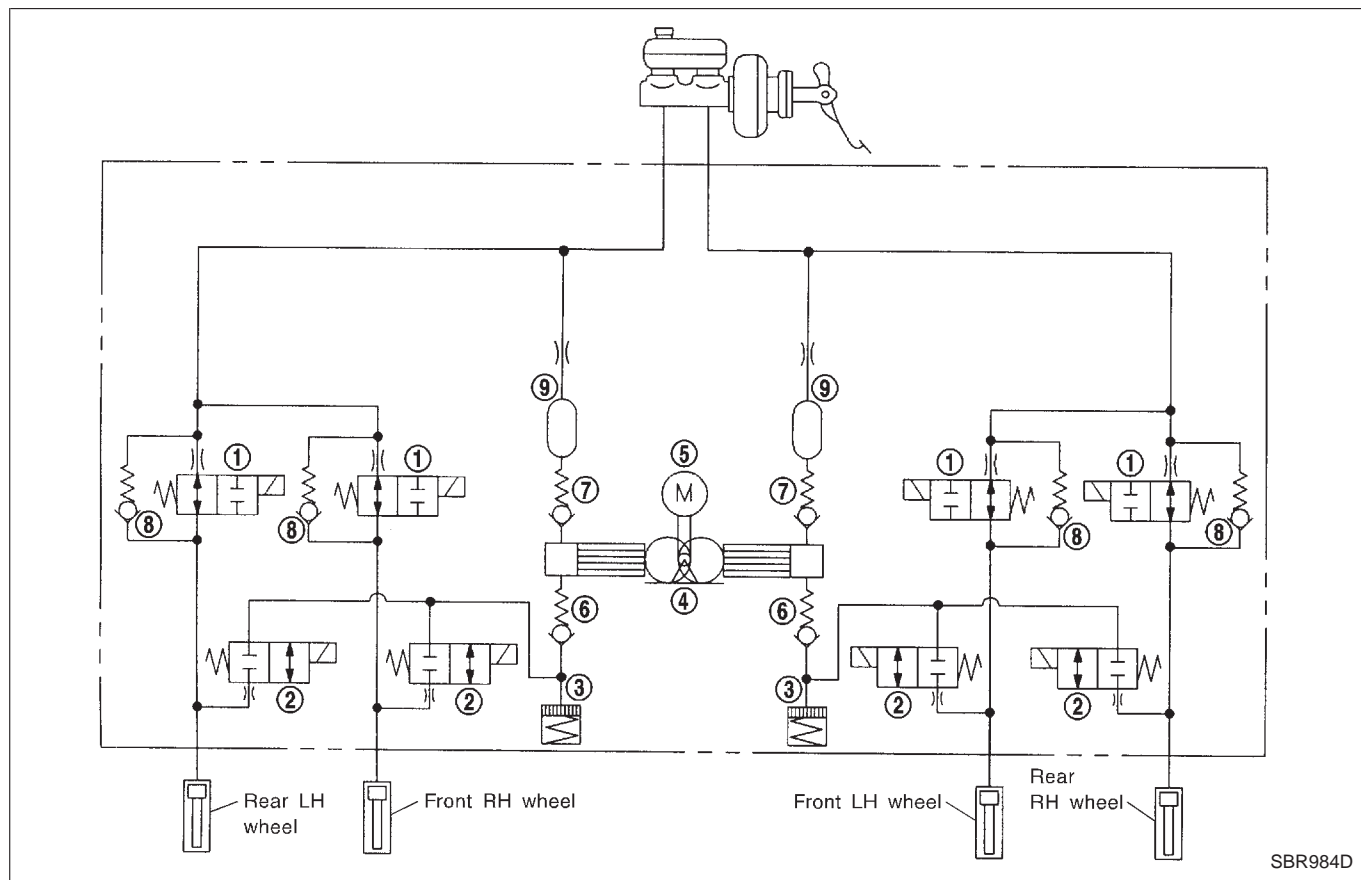 ⑨ ⑨
① ① ⑤ ① ①
M
⑦ ⑦
⑧ ⑧ ⑧ ⑧
④
⑥ ⑥
② ② ③ ③ ② ②
Rear LH
wheel
Front RH wheel
Front LH wheel
Rear
RH wheel
SBR984D